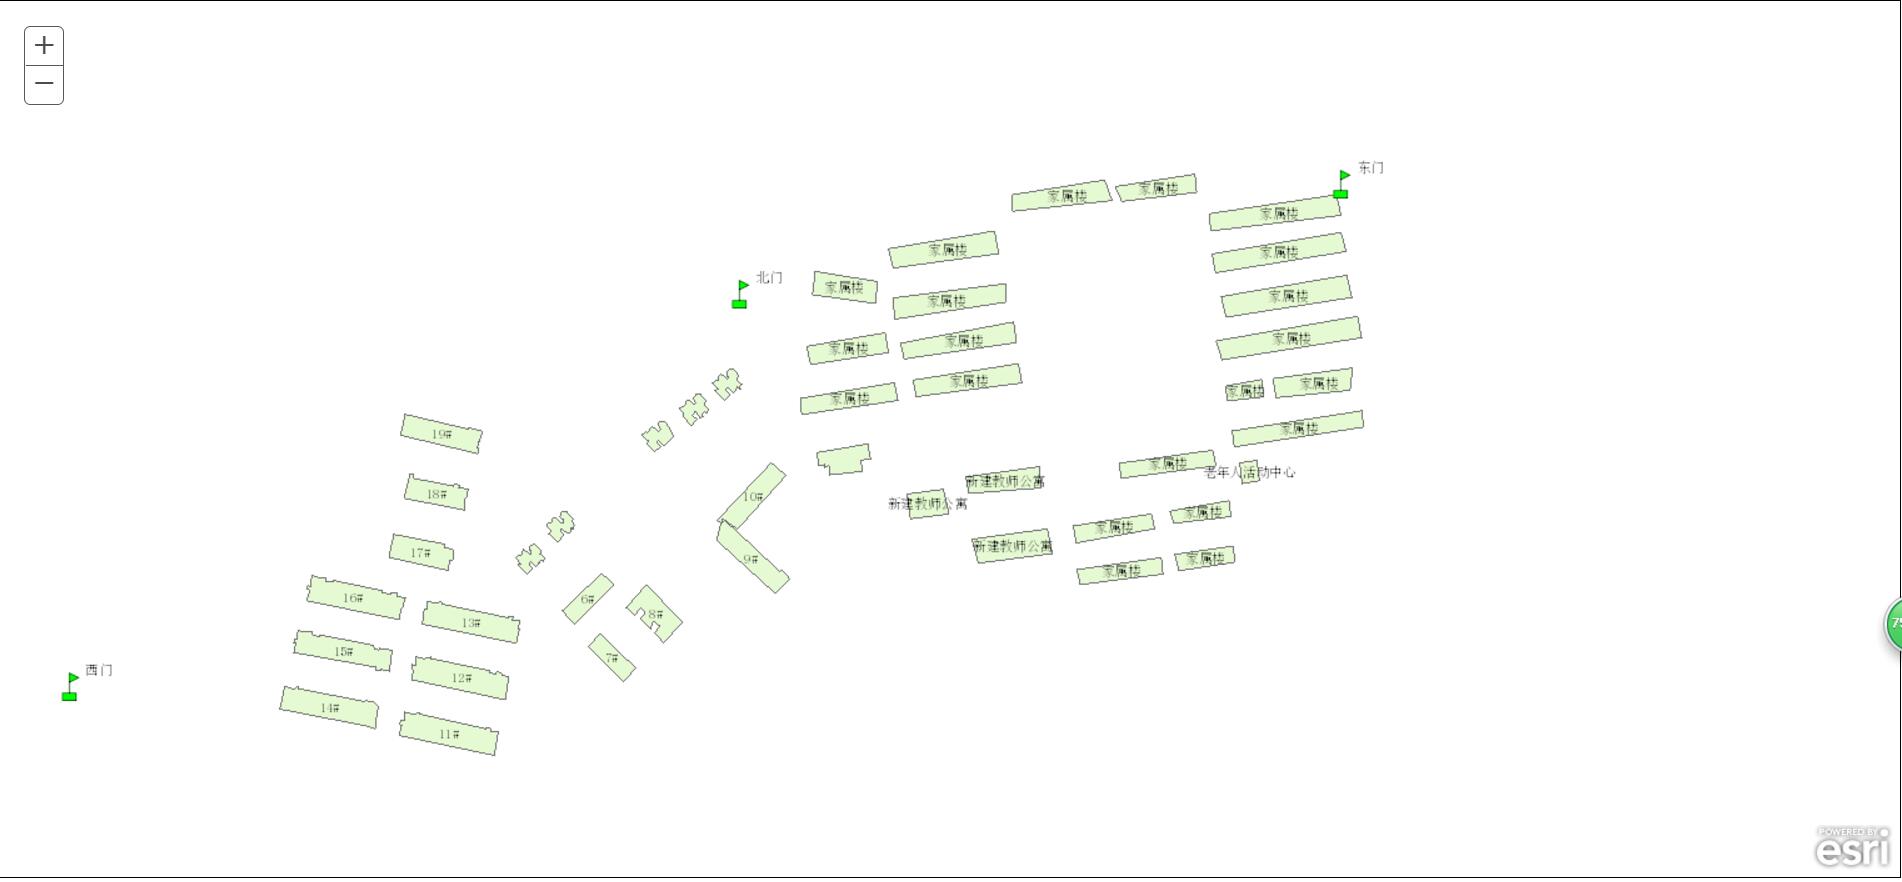 +
−
东门
家属楼
家属楼
家属楼
家属楼
家属楼
北门
家属楼
家属楼
家属楼
家属楼
家属楼
家属楼
家属楼
家属楼
家属楼
家属楼
家属楼
家属楼
19#
家属楼
家属楼
老年人活动中心
新建教师公寓
18#
10#
新建教师公寓
家属楼
家属楼
新建教师公寓
17#
9#
家属楼
家属楼
16#
6#
8#
13#
15#
7#
西门
12#
14#
11#
75
POWERED BY
esri